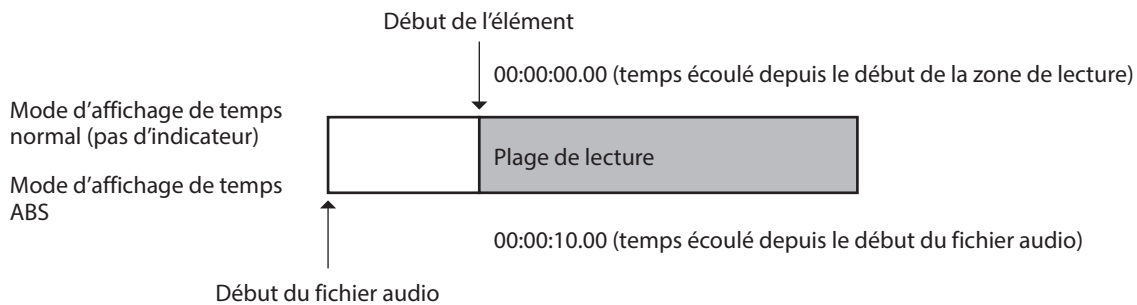 Début de l'élément
00:00:00.00 (temps écoulé depuis le début de la zone de lecture)
Mode d'affichage de temps
normal (pas d'indicateur)
Plage de lecture
Mode d'affichage de temps
ABS
00:00:10.00 (temps écoulé depuis le début du fichier audio)
Début du fichier audio